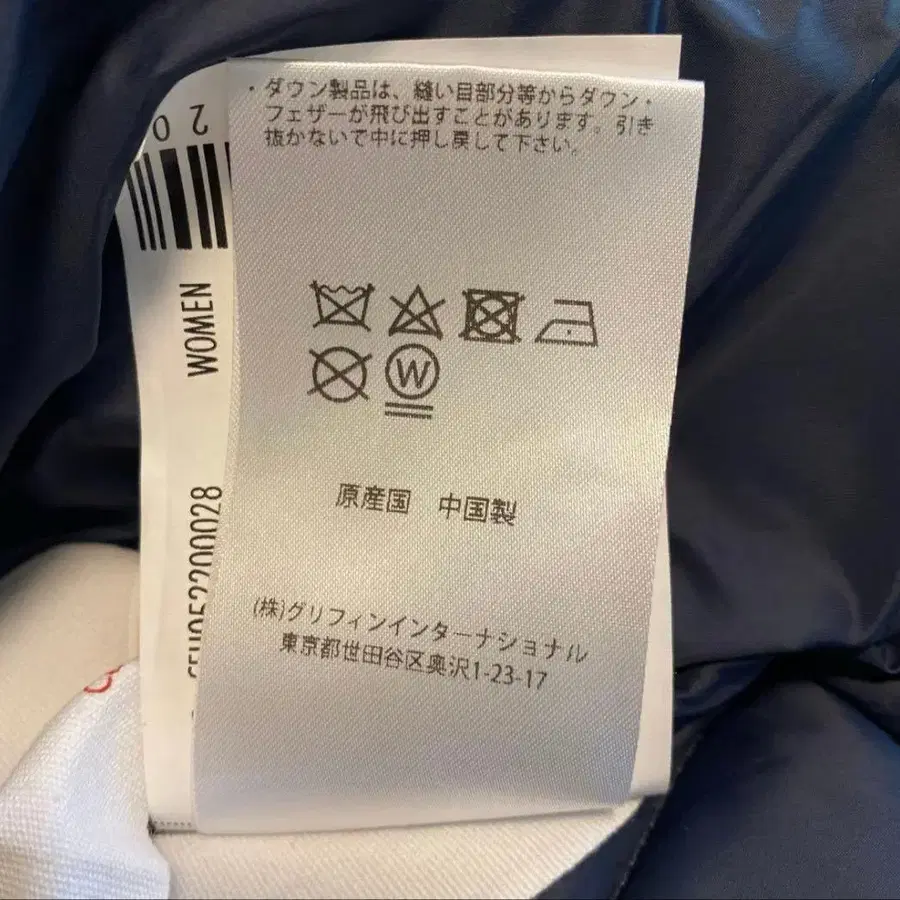 ・ダウン製品は、縫い目部分等からダウン・
フェザーが飛び出すことがあります。引き
抜かないで中に押し戻して下さい。
W
原産国 中国製
(株)グリフィンインターナショナル
東京都世田谷区奥沢1-23-17
WOMEN